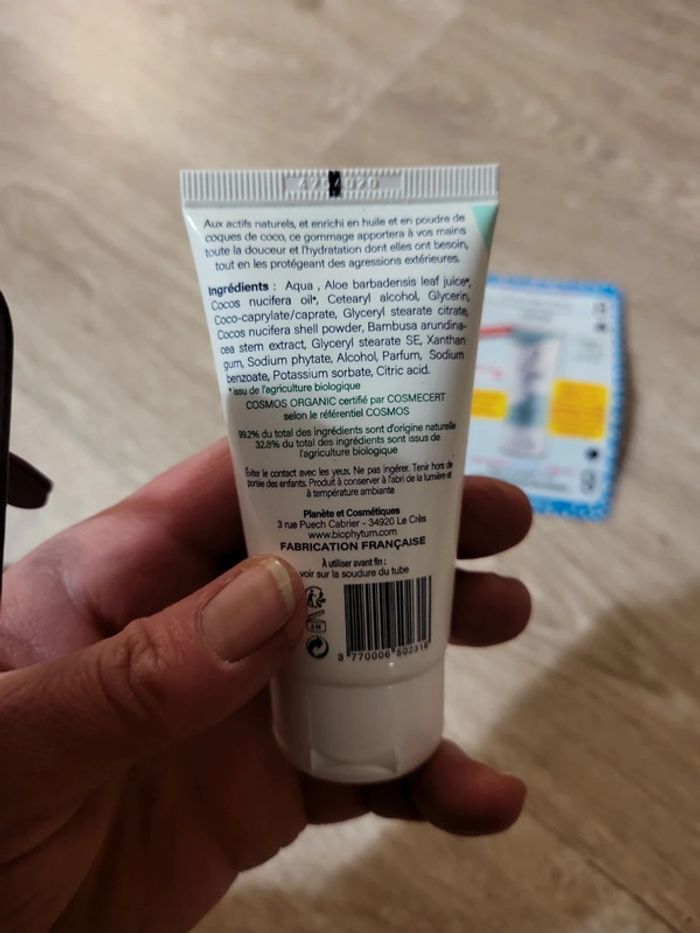 Aux actifs naturels, et enrichi en huile et en poudre de
coques de coco, ce gommage apportera à vos mains
toute la douceur et l'hydratation dont elles ont besoin,
tout en les protégeant des agressions extérieures.
Ingrédients : Aqua , Aloe barbadensis leaf juice*,
Cocos nucifera oil*, Cetearyl alcohol, Glycerin,
Coco-caprylate/caprate, Glyceryl stearate citrate,
Cocos nucifera shell powder, Bambusa arundina-
cea stem extract, Glyceryl stearate SE, Xanthan
gum, Sodium phytate, Alcohol, Parfum, Sodium
benzoate, Potassium sorbate, Citric acid.
* issu de l'agriculture biologique
COSMOS ORGANIC certifié par COSMECERT
selon le référentiel COSMOS
99.2% du total des ingrédients sont d'origine naturelle
32.8% du total des ingrédients sont issus de
l'agriculture biologique
Eviter le contact avec les yeux. Ne pas ingérer. Tenir hors de
portée des enfants. Produit à conserver à l'abri de la lumière et
à température ambiante
Planète et Cosmétiques
3 rue Puech Cabrier - 34920 Le Crès
www.biophytum.com
FABRICATION FRANÇAISE
À utiliser avant fin :
voir sur la soudure du tube
3 770006 502318